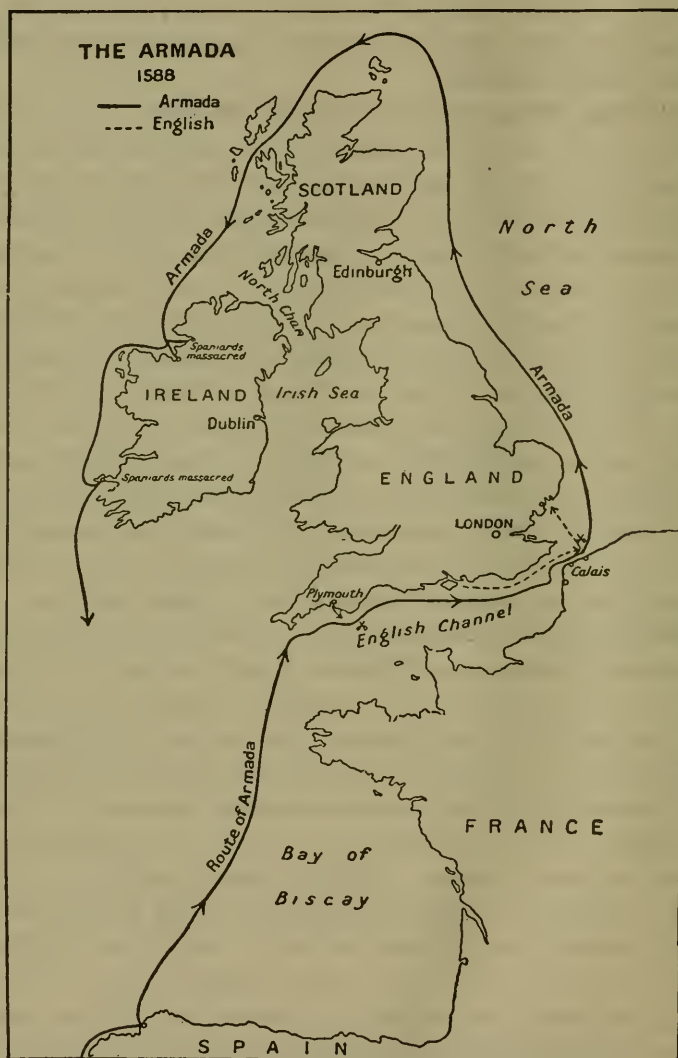 THE ARMADA
1588
Armada
English
SCOTLAND
North
Sea
Edinburgh
Armada
North Chan
Spaniards
massacred
IRELAND
Irish Sea
Dublin
Armada
Spaniards massacred
ENGLAND
LONDON
Calais
Plymouth
English Channel
Route of Armada
FRANCE
Bay of
Biscay
SPAIN